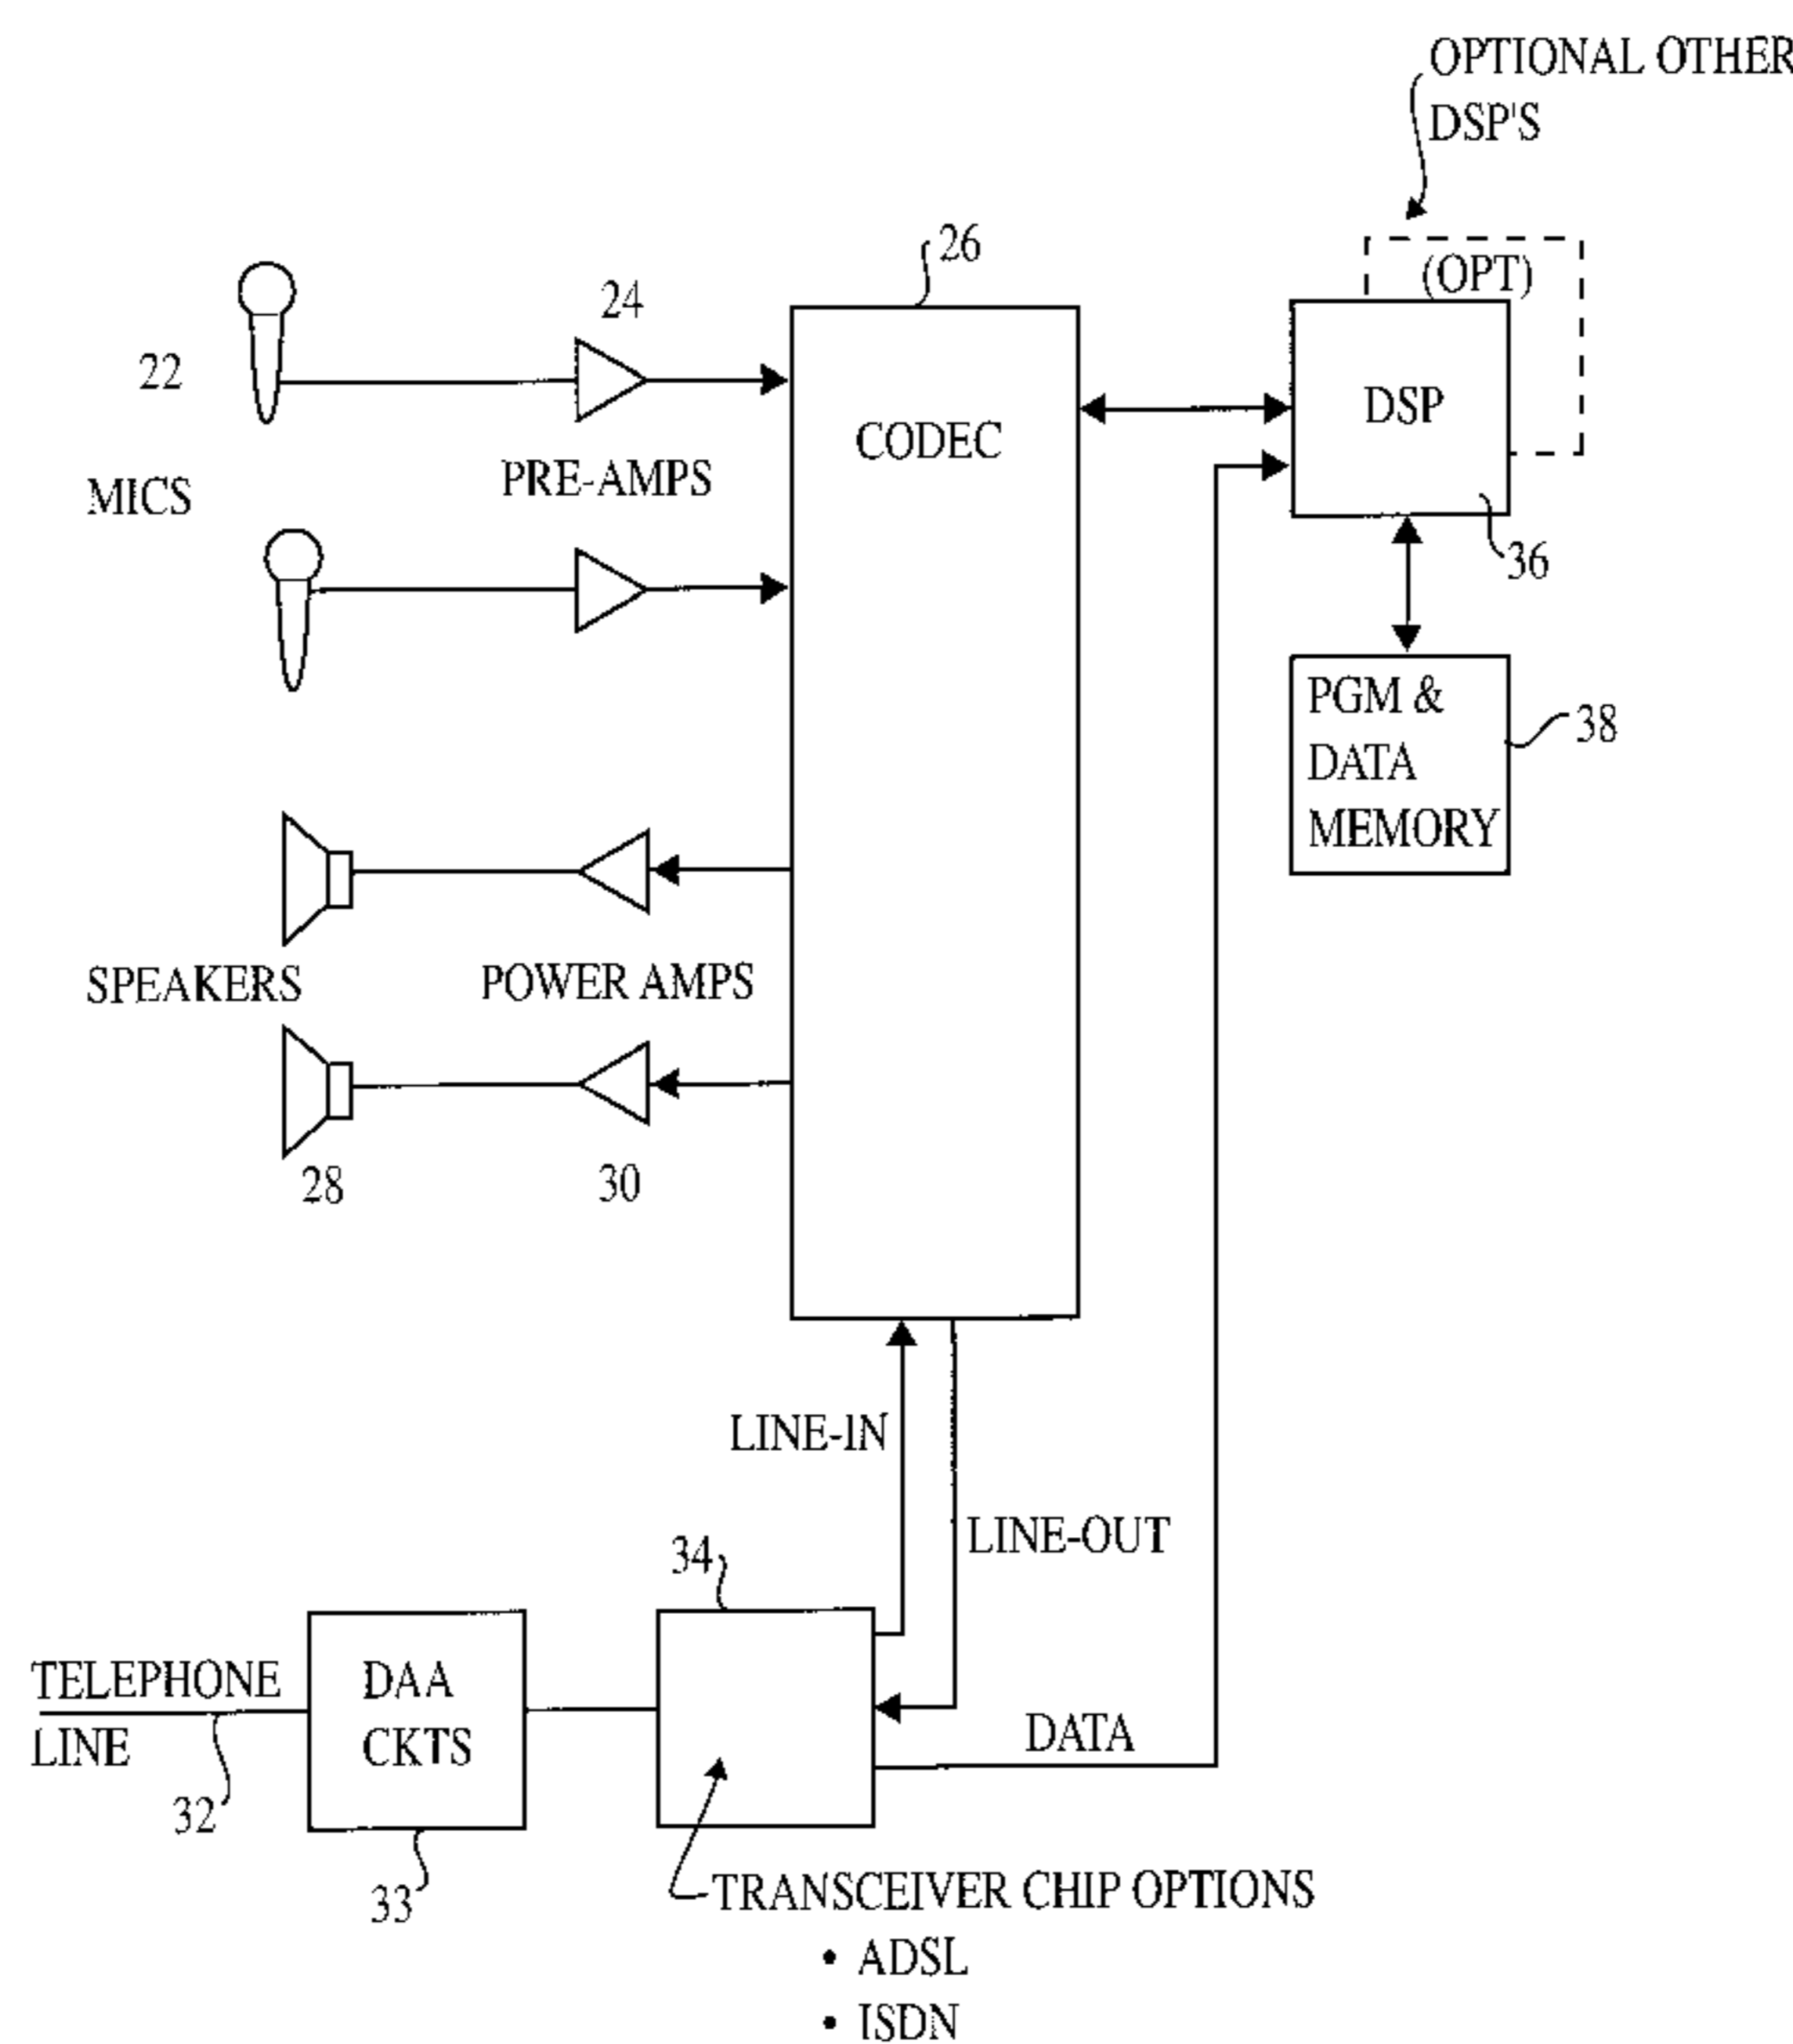 OPTIONAL OTHER
DSP'S
26
(OPT)
24
22
CODEC
DSP
PRE-AMPS
MICS
36
PGM &
DATA
MEMORY
38
SPEAKERS
POWER AMPS
28
30
LINE-IN
LINE-OUT
34
TELEPHONE
LINE
DAA
CKTS
DATA
32
33
TRANSCEIVER CHIP OPTIONS
• ADSL
• ISDN